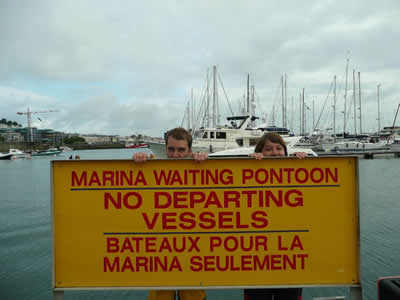 MARINA WAITING PONTOON
NO DEPARTING
VESSELS
BATEAUX POUR LA
MARINA SEULEMENT